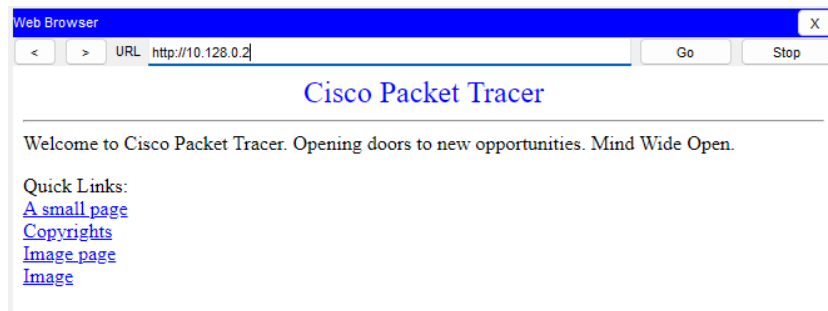 Web Browser X
< > URL http://10.128.0.2 Go Stop
Cisco Packet Tracer
Welcome to Cisco Packet Tracer. Opening doors to new opportunities. Mind Wide Open.
Quick Links:
A small page
Copyrights
Image page
Image